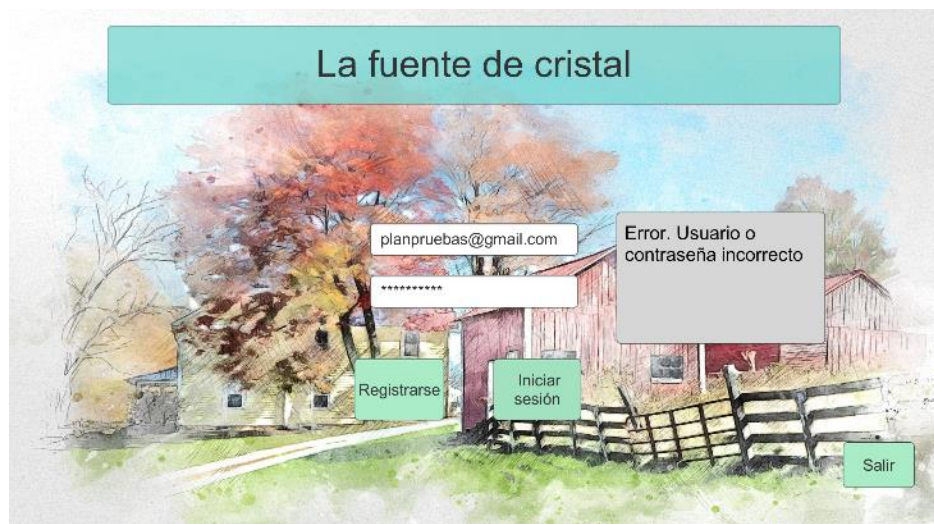 La fuente de cristal
planpruebas@gmail.com
Error. Usuario o
contraseña incorrecto
**********
Registrarse
Iniciar
sesión
Salir